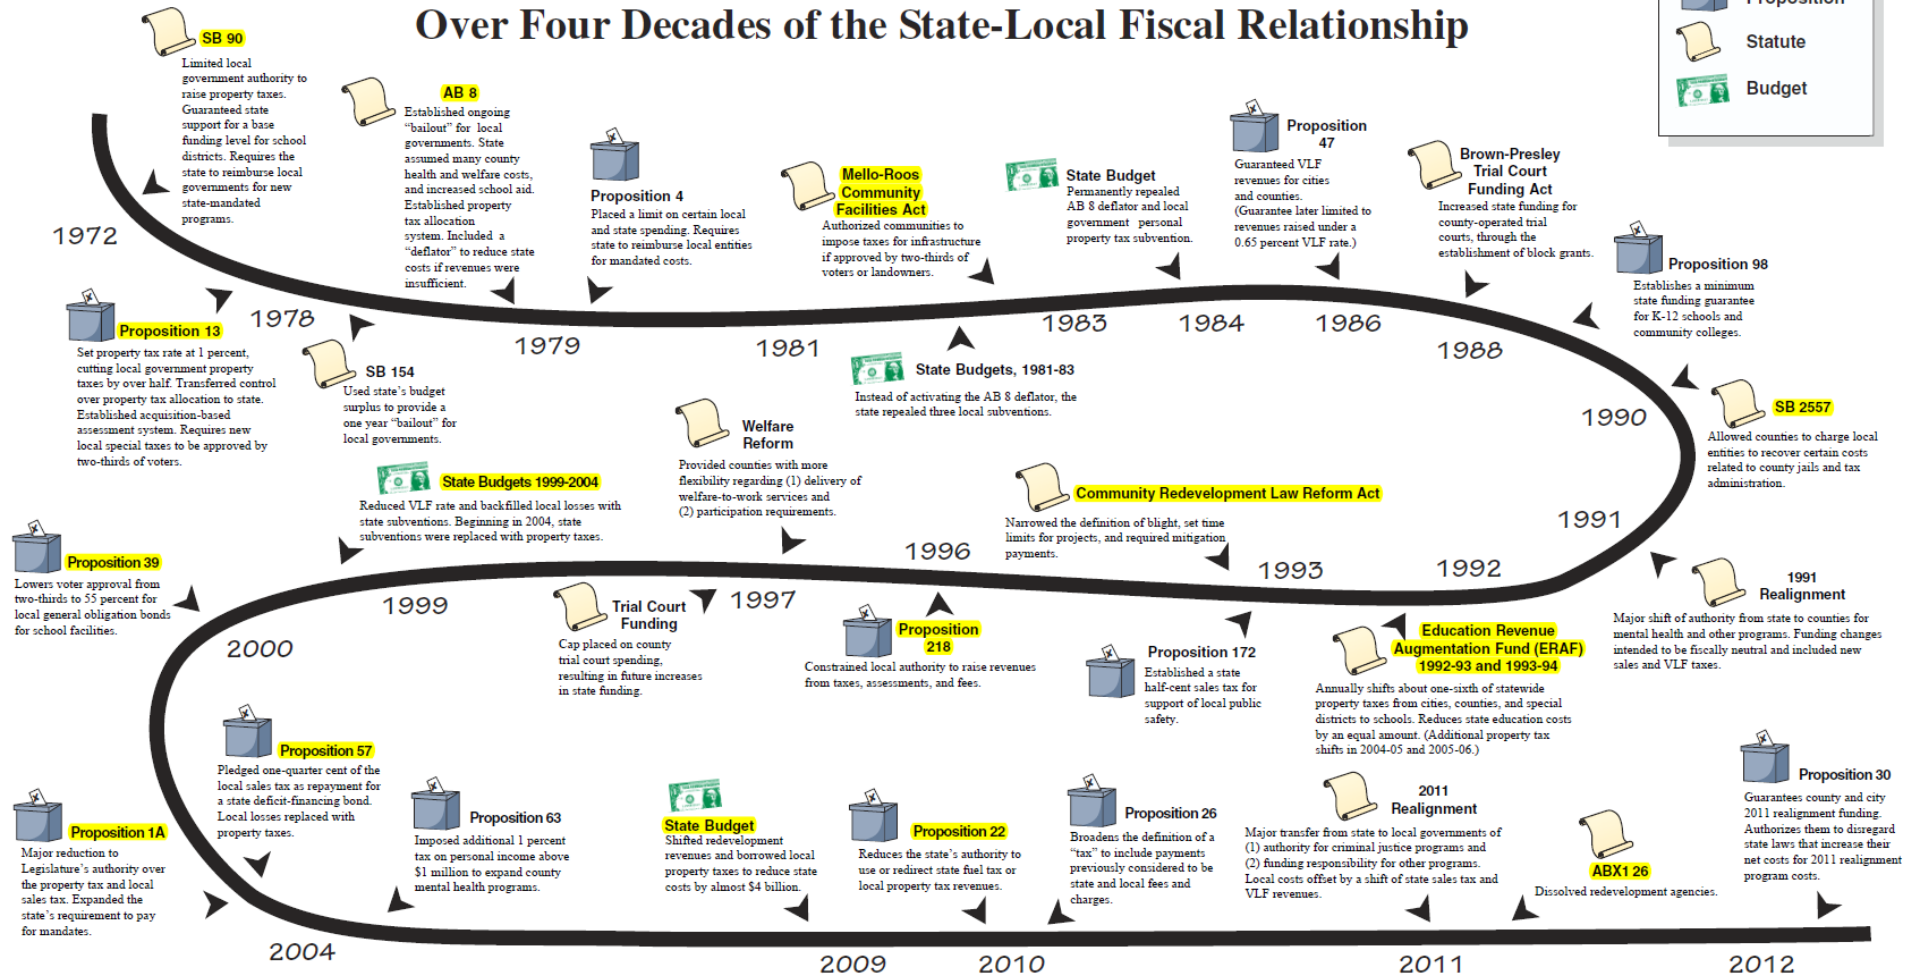 Over Four Decades of the State-Local Fiscal Relationship
Proposition
Statute
Budget
SB 90
Limited local
government authority to
raise property taxes.
Guaranteed state
support for a base
funding level for school
districts. Requires the
state to reimburse local
governments for new
state-mandated
programs.
1972
Proposition 13
Set property tax rate at 1 percent,
cutting local government property
taxes by over half. Transferred control
over property tax allocation to state.
Established acquisition-based
assessment system. Requires new
local special taxes to be approved by
two-thirds of voters.
1978
SB 154
Used state's budget
surplus to provide a
one year “bailout” for
local governments.
AB 8
Established ongoing
“bailout” for local
governments. State
assumed many county
health and welfare costs,
and increased school aid.
Established property
tax allocation
system. Included a
“deflator” to reduce state
costs if revenues were
insufficient.
1979
Proposition 4
Placed a limit on certain local
and state spending. Requires
state to reimburse local entities
for mandated costs.
1981
Mello-Roos
Community
Facilities Act
Authorized communities to
impose taxes for infrastructure
if approved by two-thirds of
voters or landowners.
State Budgets, 1981-83
Instead of activating the AB 8 deflator, the
state repealed three local subventions.
1983
State Budget
Permanently repealed
AB 8 deflator and local
government personal
property tax subvention.
1984
Proposition
47
Guaranteed VLF
revenues for cities
and counties.
(Guarantee later limited to
revenues raised under a
0.65 percent VLF rate.)
1986
Brown-Presley
Trial Court
Funding Act
Increased state funding for
county-operated trial
courts, through the
establishment of block grants.
1988
Proposition 98
Establishes a minimum
state funding guarantee
for K-12 schools and
community colleges.
1990
SB 2557
Allowed counties to charge local
entities to recover certain costs
related to county jails and tax
administration.
1991
1991
Realignment
Major shift of authority from state to counties for
mental health and other programs. Funding changes
intended to be fiscally neutral and included new
sales and VLF taxes.
1992
Education Revenue
Augmentation Fund (ERAF)
1992-93 and 1993-94
Annually shifts about one-sixth of statewide
property taxes from cities, counties, and special
districts to schools. Reduces state education costs
by an equal amount. (Additional property tax
shifts in 2004-05 and 2005-06.)
1993
Community Redevelopment Law Reform Act
Narrowed the definition of blight, set time
limits for projects, and required mitigation
payments.
Proposition 172
Established a state
half-cent sales tax for
support of local public
safety.
1996
Proposition
218
Constrained local authority to raise revenues
from taxes, assessments, and fees.
1997
Welfare
Reform
Provided counties with more
flexibility regarding (1) delivery of
welfare-to-work services and
(2) participation requirements.
Trial Court
Funding
Cap placed on county
trial court spending,
resulting in future increases
in state funding.
1999
State Budgets 1999-2004
Reduced VLF rate and backfilled local losses with
state subventions. Beginning in 2004, state
subventions were replaced with property taxes.
2000
Proposition 39
Lowers voter approval from
two-thirds to 55 percent for
local general obligation bonds
for school facilities.
Proposition 57
Pledged one-quarter cent of the
local sales tax as repayment for
a state deficit-financing bond.
Local losses replaced with
property taxes.
Proposition 1A
Major reduction to
Legislature's authority over
the property tax and local
sales tax. Expanded the
state's requirement to pay
for mandates.
2004
Proposition 63
Imposed additional 1 percent
tax on personal income above
$1 million to expand county
mental health programs.
State Budget
Shifted redevelopment
revenues and borrowed local
property taxes to reduce state
costs by almost $4 billion.
2009
Proposition 22
Reduces the state's authority to
use or redirect state fuel tax or
local property tax revenues.
2010
Proposition 26
Broadens the definition of a
“tax” to include payments
previously considered to be
state and local fees and
charges.
2011
Realignment
Major transfer from state to local governments of
(1) authority for criminal justice programs and
(2) funding responsibility for other programs.
Local costs offset by a shift of state sales tax and
VLF revenues.
2011
ABX1 26
Dissolved redevelopment agencies.
Proposition 30
Guarantees county and city
2011 realignment funding.
Authorizes them to disregard
state laws that increase their
net costs for 2011 realignment
program costs.
2012